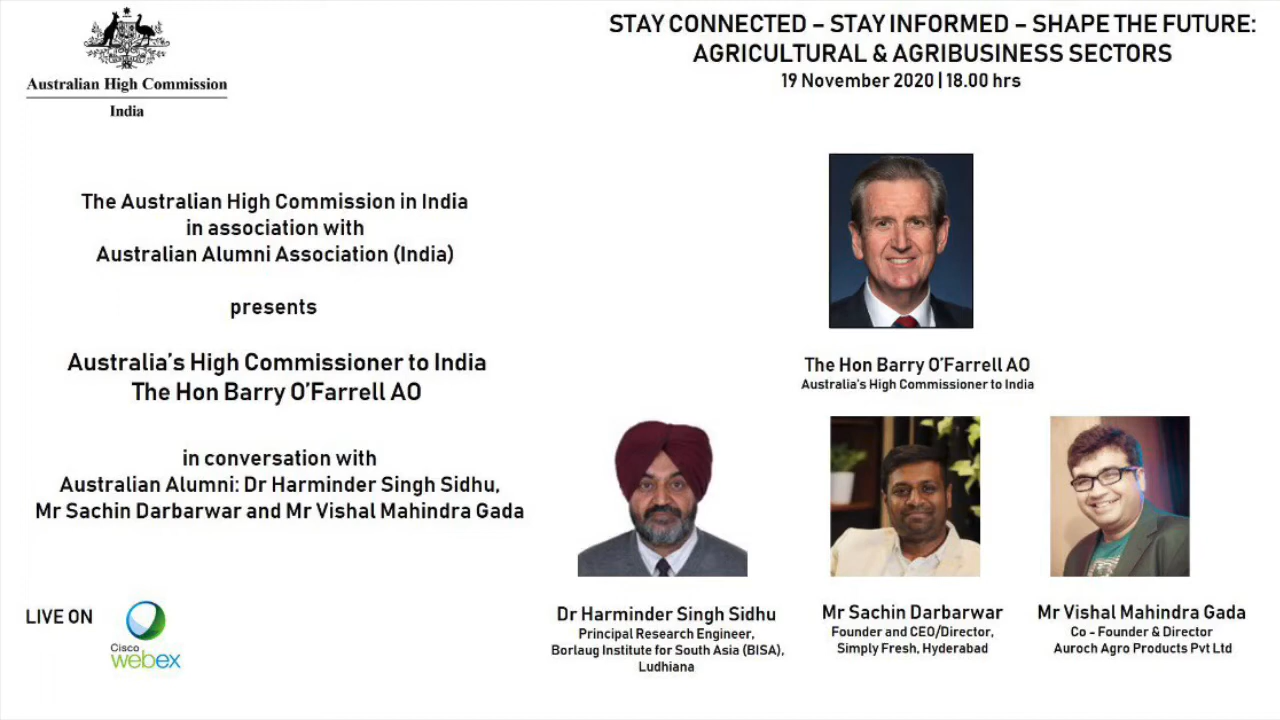 Australian High Commission
India
STAY CONNECTED – STAY INFORMED – SHAPE THE FUTURE:
AGRICULTURAL & AGRIBUSINESS SECTORS
19 November 2020 | 18.00 hrs
The Australian High Commission in India
in association with
Australian Alumni Association (India)
presents
Australia's High Commissioner to India
The Hon Barry O'Farrell AO
in conversation with
Australian Alumni: Dr Harminder Singh Sidhu,
Mr Sachin Darbarwar and Mr Vishal Mahindra Gada
LIVE ON
Cisco
webex
The Hon Barry O'Farrell AO
Australia's High Commissioner to India
Dr Harminder Singh Sidhu
Principal Research Engineer,
Borlaug Institute for South Asia (BISA),
Ludhiana
Mr Sachin Darbarwar
Founder and CEO/Director,
Simply Fresh, Hyderabad
Mr Vishal Mahindra Gada
Co - Founder & Director
Auroch Agro Products Pvt Ltd